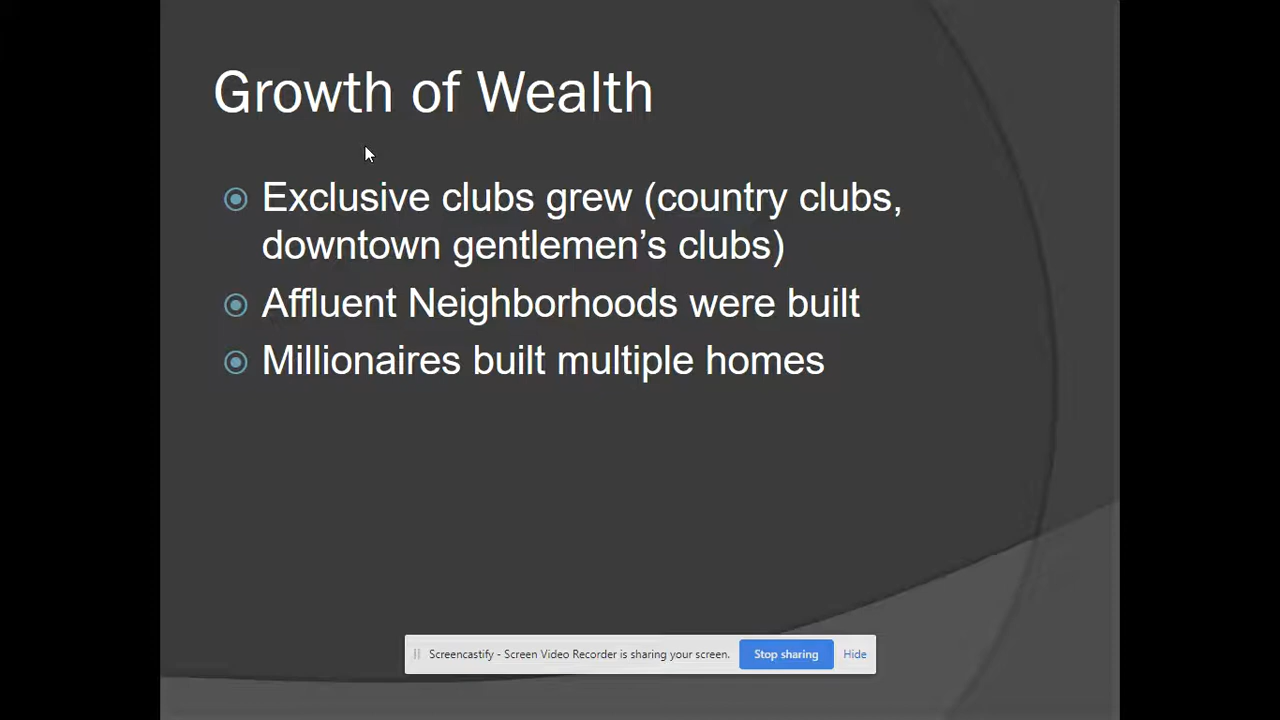 Growth of Wealth
Exclusive clubs grew (country clubs,
downtown gentlemen’s clubs)
Affluent Neighborhoods were built
Millionaires built multiple homes
Screencastify - Screen Video Recorder is sharing your screen. Stop sharing Hide